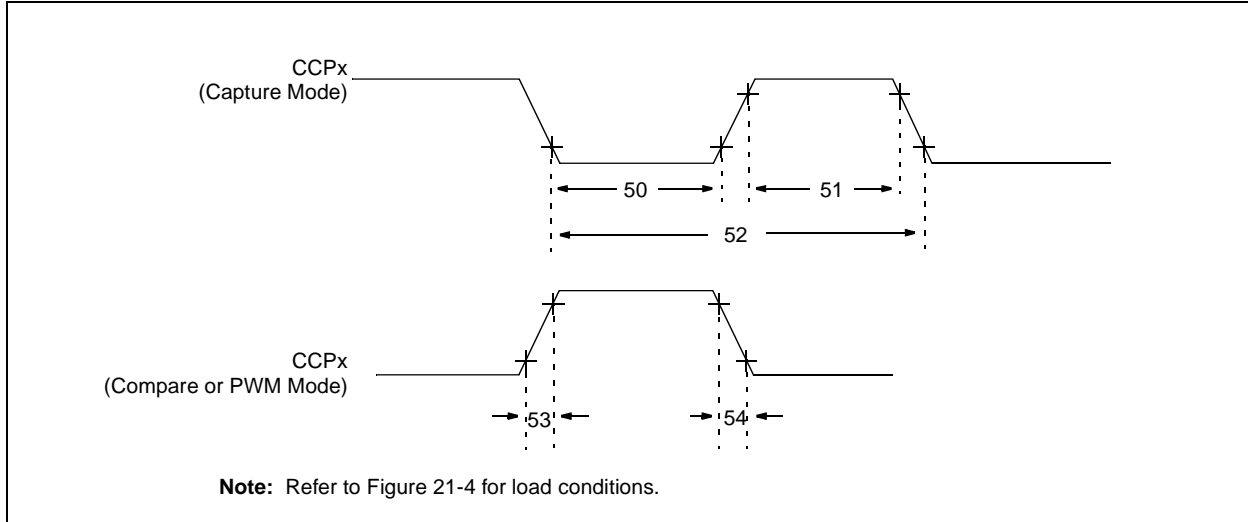 CCPx
(Capture Mode)
50
51
52
CCPx
(Compare or PWM Mode)
53
54
Note: Refer to Figure 21-4 for load conditions.